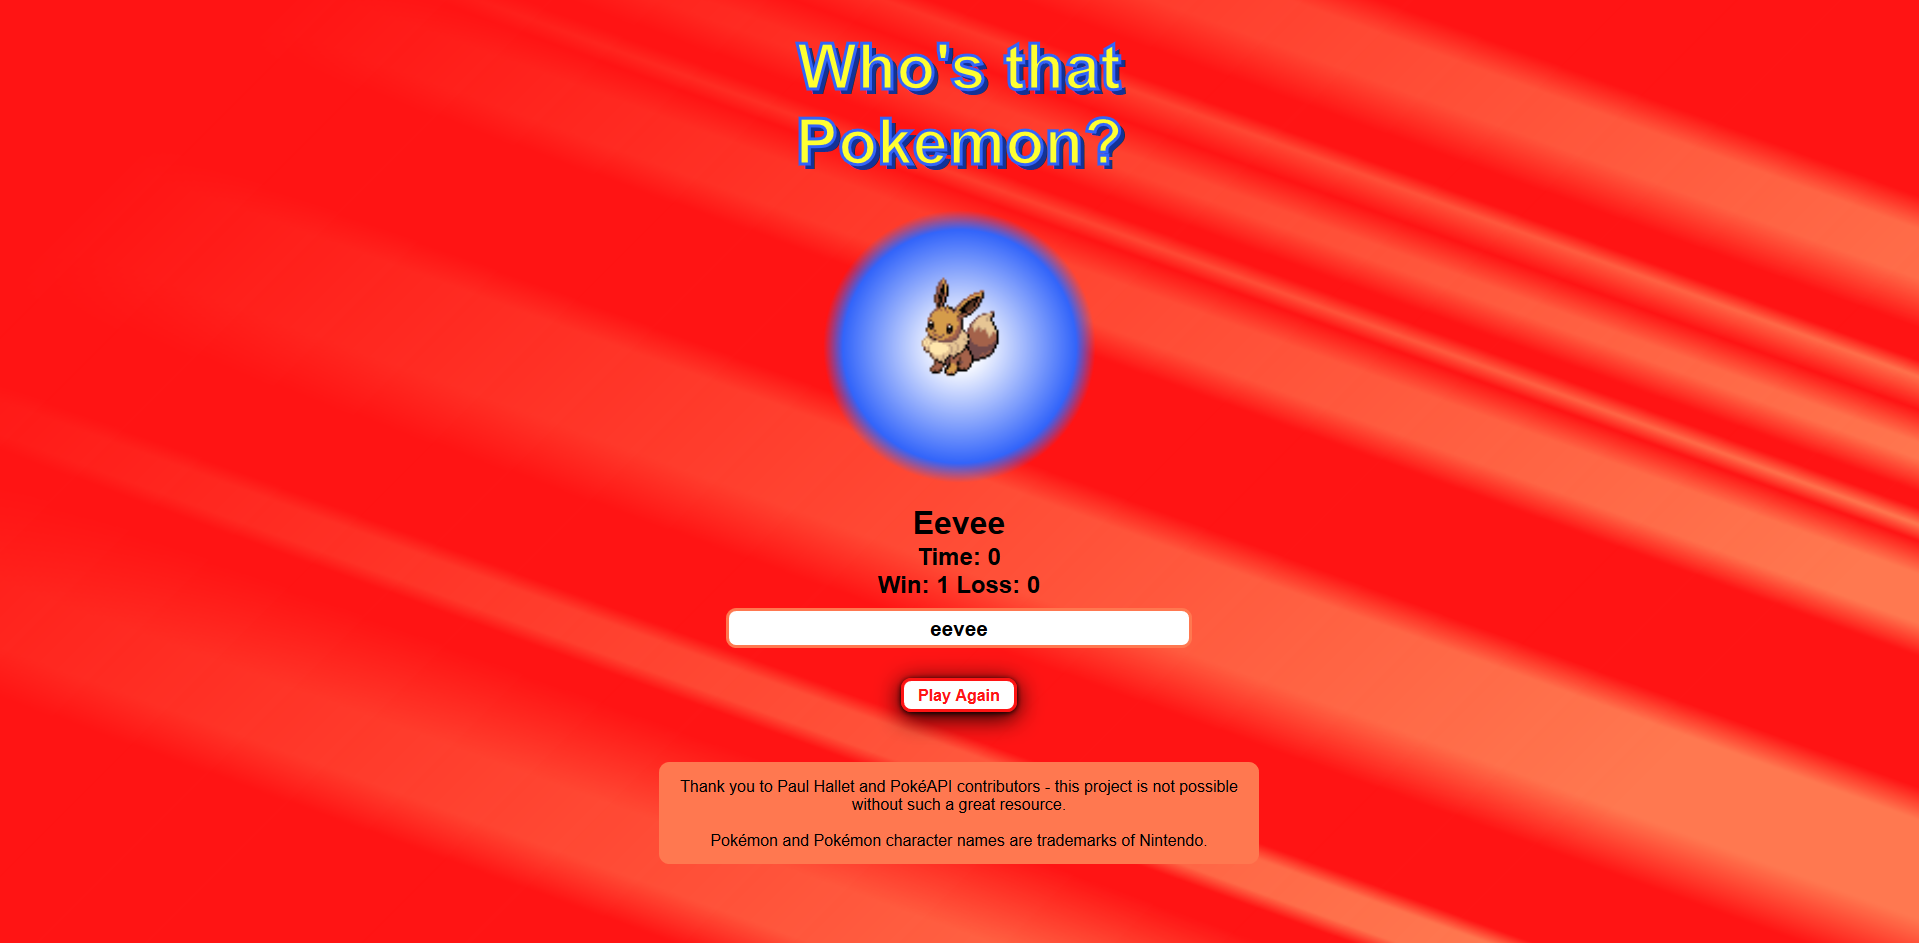 Who's that
Pokemon?
Eevee
Time: 0
Win: 1 Loss: 0
eevee
Play Again
Thank you to Paul Hallet and PokéAPI contributors - this project is not possible
without such a great resource.
Pokémon and Pokémon character names are trademarks of Nintendo.